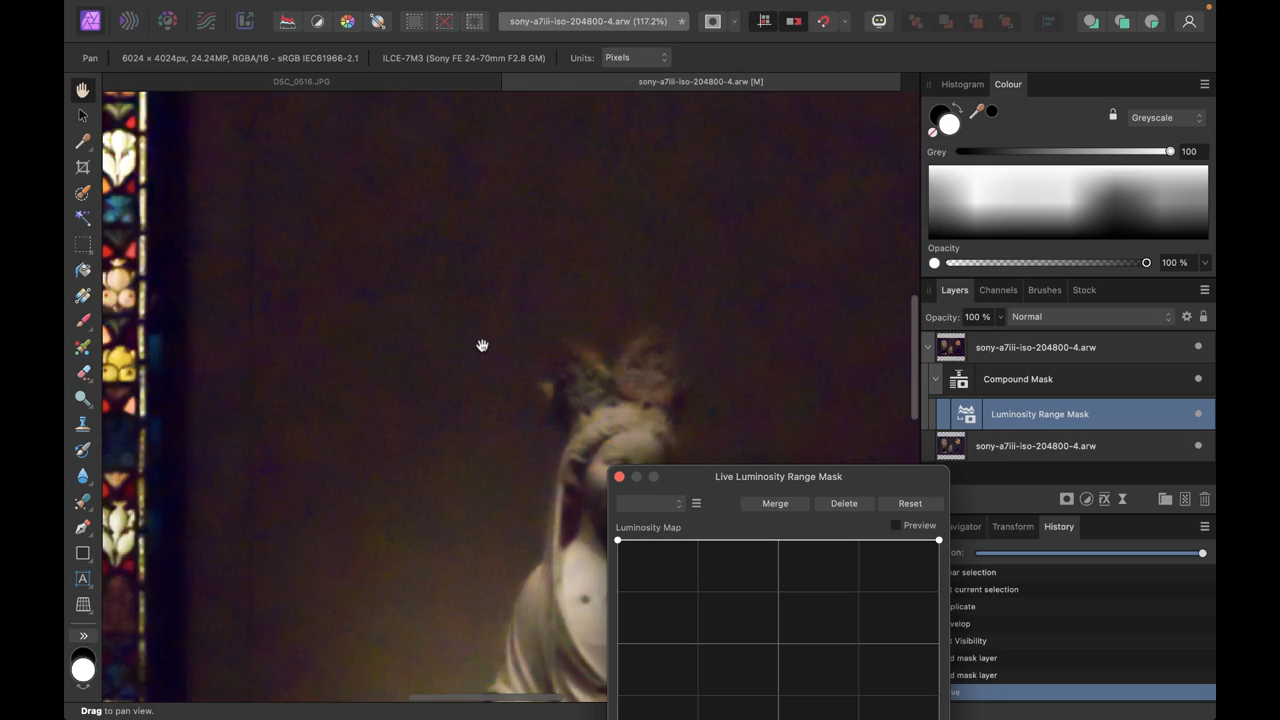 sony-a7iii-iso-204800-4.arw (117.2%)
Pan
6024 x 4024px, 24.24MP, RGBA/16 - sRGB IEC61966-2.1
ILCE-7M3 (Sony FE 24-70mm F2.8 GM)
Units:
Pixels
DSC_0516.JPG
sony-a7iii-iso-204800-4.arw [M]
Histogram
Colour
Greyscale
Grey
100
Opacity
100 %
Layers
Channels
Brushes
Stock
Opacity:
100 %
Normal
sony-a7iii-iso-204800-4.arw
Compound Mask
Luminosity Range Mask
sony-a7iii-iso-204800-4.arw
Live Luminosity Range Mask
Merge
Delete
Reset
Luminosity Map
Preview
avigator
Transform
History
on:
ear selection
t current selection
plicate
velop
t Visibility
d mask layer
d mask layer
ve
Drag to pan view.